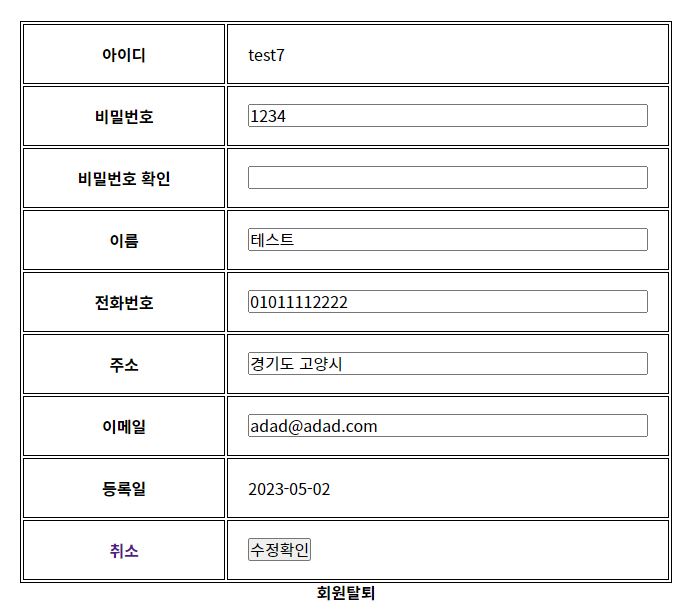 아이디 test7
비밀번호 1234
비밀번호 확인
이름 테스트
전화번호 01011112222
주소 경기도 고양시
이메일 adad@adad.com
등록일 2023-05-02
취소 수정확인
회원탈퇴